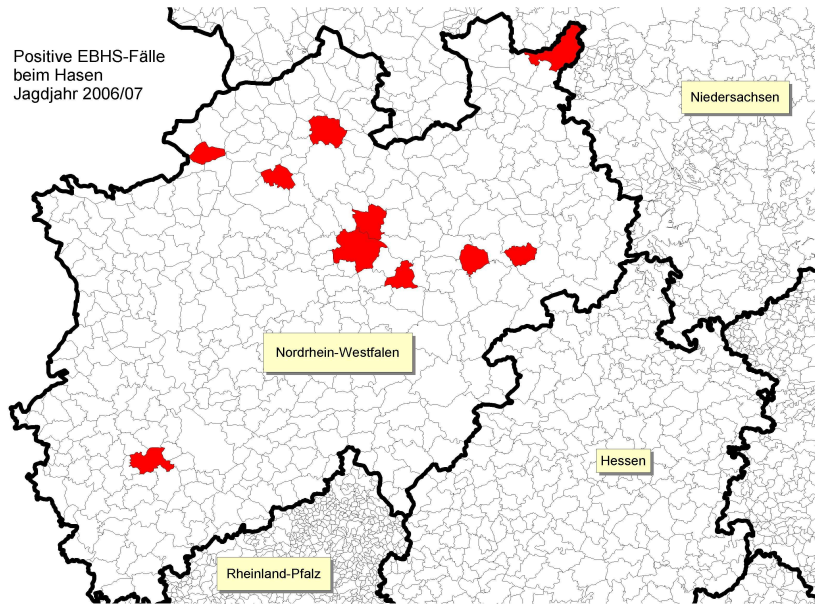 Positive EBHS-Fälle
beim Hasen
Jagdjahr 2006/07
Niedersachsen
Nordrhein-Westfalen
Hessen
Rheinland-Pfalz